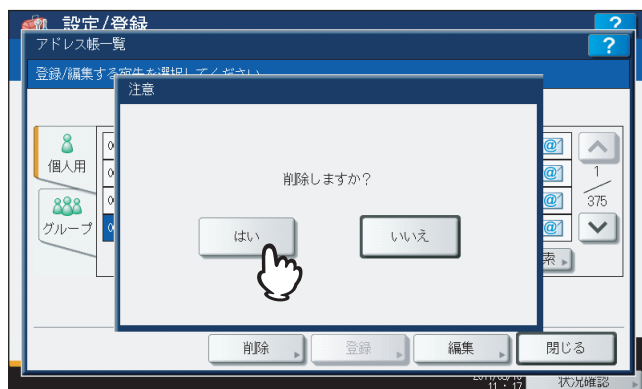 設定/登録
?
アドレス帳一覧
?
登録/編集する宛先を選択してください
注意
個人用
グループ
削除しますか?
はい
いいえ
1
375
索
削除
登録
編集
閉じる
11:17
状況確認